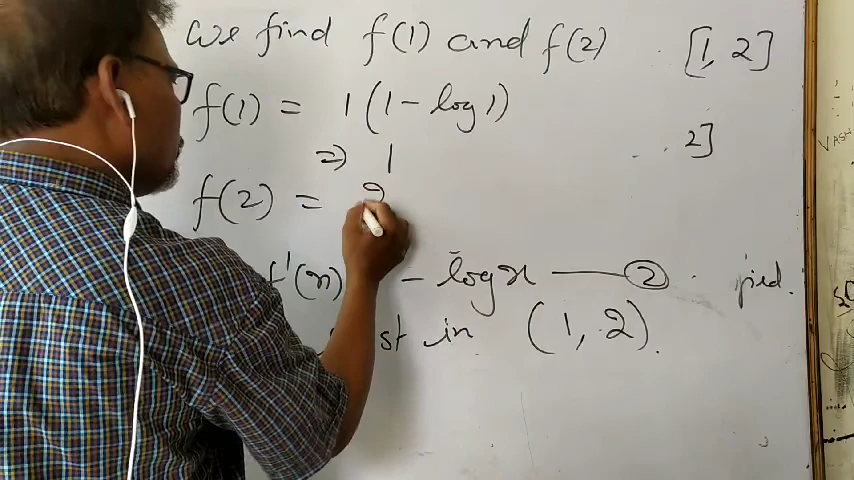 We find f(1) and f(2) [1, 2]
f(1) = 1(1 - log 1)
⇒ 1 2]
f(2) = 2
f'(x) - log x —— ② fied.
st in (1, 2).